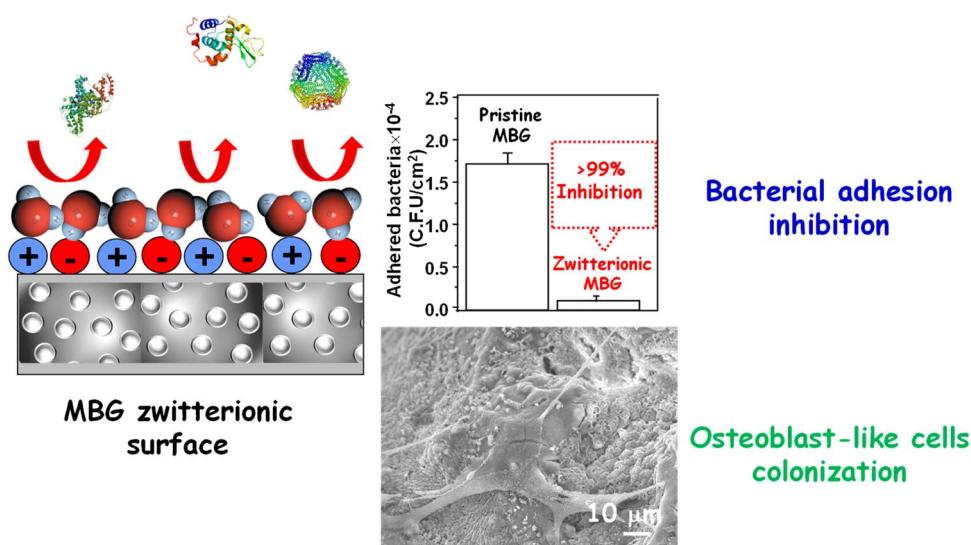 + - + - + - + -
MBG zwitterionic
surface
Adhered bacteria×10⁻⁴
(C.F.U/cm²)
2.5
2.0
1.5
1.0
0.5
0.0
Pristine
MBG
>99%
Inhibition
Zwitterionic
MBG
10 μm
Bacterial adhesion
inhibition
Osteoblast-like cells
colonization